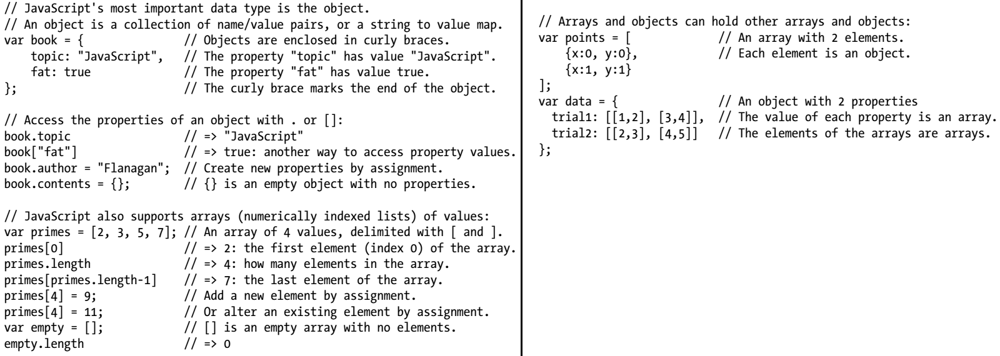 // JavaScript's most important data type is the object.
// An object is a collection of name/value pairs, or a string to value map.
var book = {               // Objects are enclosed in curly braces.
    topic: "JavaScript",   // The property "topic" has value "JavaScript".
    fat: true              // The property "fat" has value true.
};                         // The curly brace marks the end of the object.

// Access the properties of an object with . or []:
book.topic                 // => "JavaScript"
book["fat"]                // => true: another way to access property values.
book.author = "Flanagan";  // Create new properties by assignment.
book.contents = {};        // {} is an empty object with no properties.

// JavaScript also supports arrays (numerically indexed lists) of values:
var primes = [2, 3, 5, 7]; // An array of 4 values, delimited with [ and ].
primes[0]                  // => 2: the first element (index 0) of the array.
primes.length              // => 4: how many elements in the array.
primes[primes.length-1]    // => 7: the last element of the array.
primes[4] = 9;             // Add a new element by assignment.
primes[4] = 11;            // Or alter an existing element by assignment.
var empty = [];            // [] is an empty array with no elements.
empty.length               // => 0

// Arrays and objects can hold other arrays and objects:
var points = [             // An array with 2 elements.
    {x:0, y:0},            // Each element is an object.
    {x:1, y:1}
];
var data = {               // An object with 2 properties
  trial1: [[1,2], [3,4]],  // The value of each property is an array.
  trial2: [[2,3], [4,5]]   // The elements of the arrays are arrays.
};